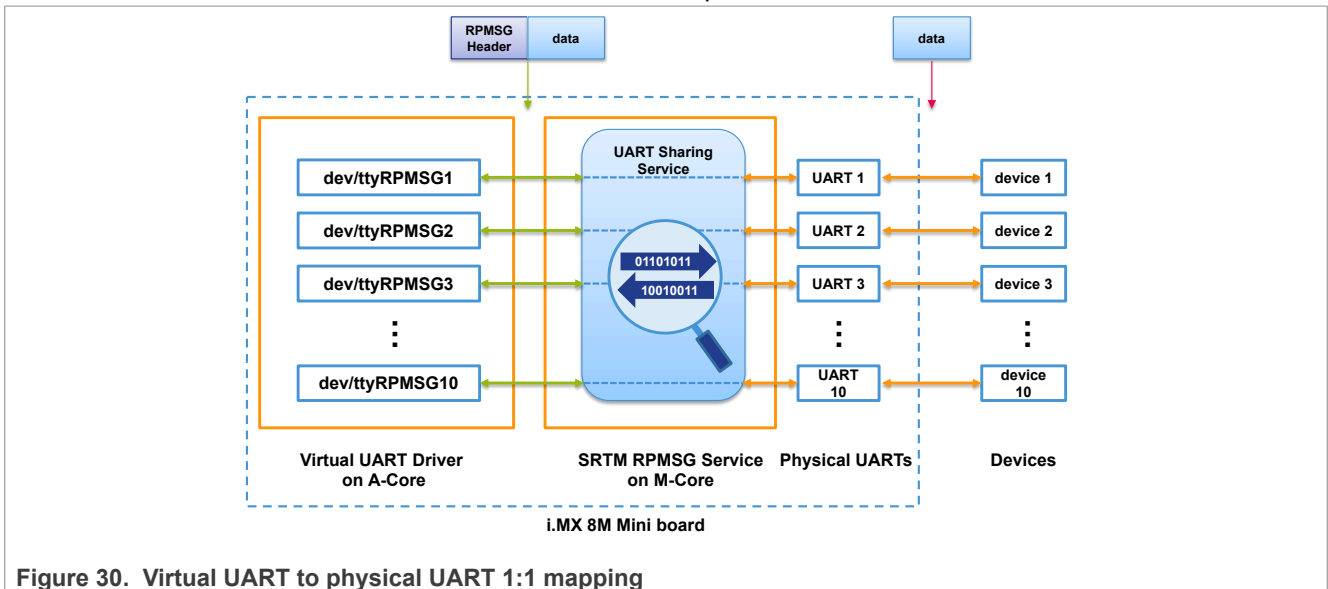 RPMSG
Header
data
data
UART Sharing
Service
dev/ttyRPMSG1
UART 1
device 1
dev/ttyRPMSG2
UART 2
device 2
01101011
dev/ttyRPMSG3
UART 3
device 3
10010011
dev/ttyRPMSG10
UART
10
device
10
Virtual UART Driver
on A-Core
SRTM RPMSG Service
on M-Core
Physical UARTs
Devices
i.MX 8M Mini board
Figure 30. Virtual UART to physical UART 1:1 mapping